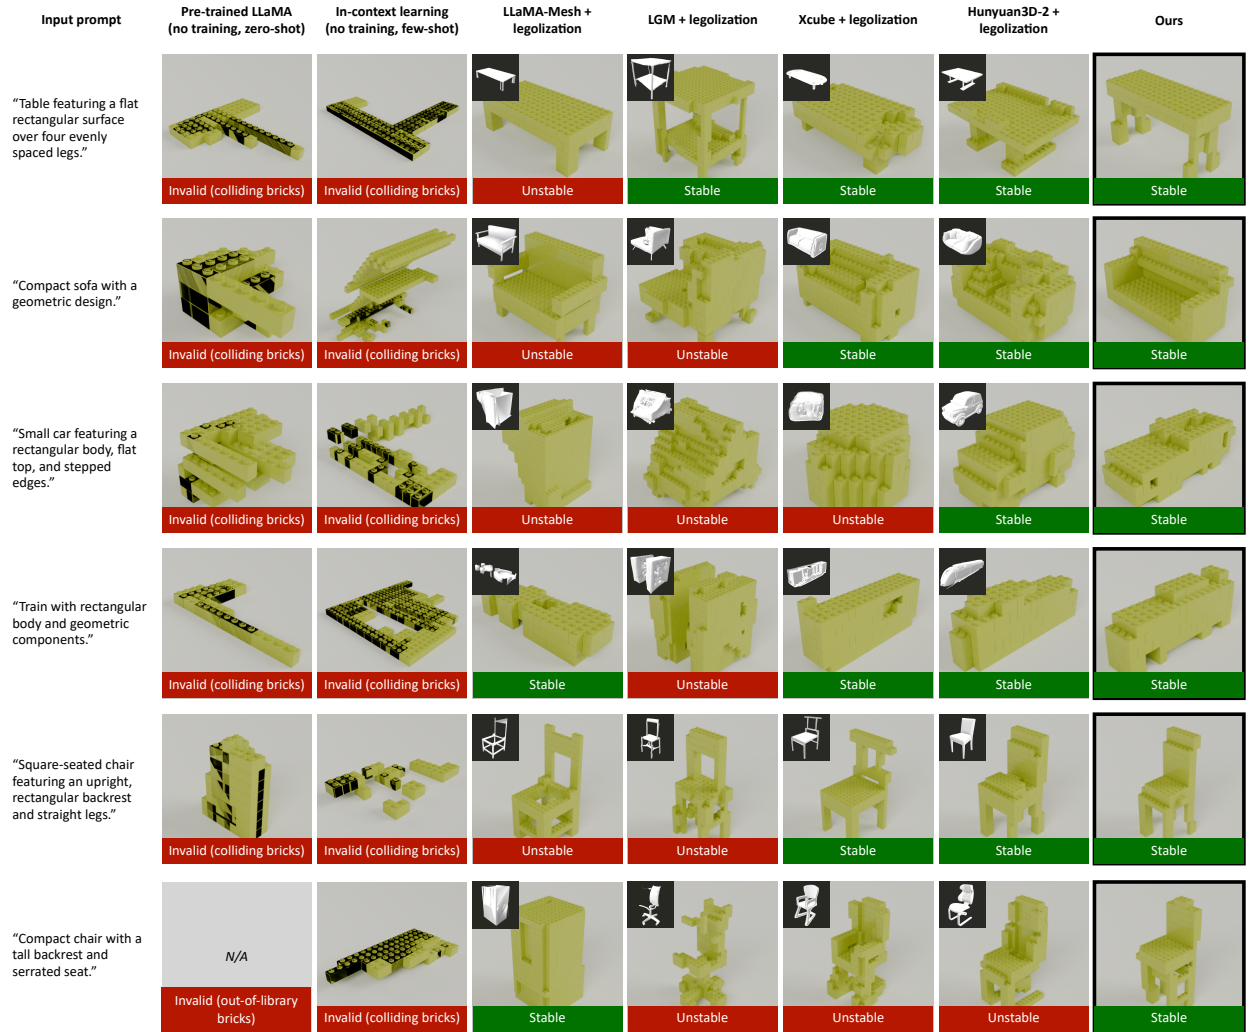 Input prompt
Pre-trained LLaMA
(no training, zero-shot)
In-context learning
(no training, few-shot)
LLaMA-Mesh +
legolization
LGM + legolization
Xcube + legolization
Hunyuan3D-2 +
legolization
Ours
“Table featuring a flat
rectangular surface
over four evenly
spaced legs.”
Invalid (colliding bricks)
Invalid (colliding bricks)
Unstable
Stable
Stable
Stable
Stable
“Compact sofa with a
geometric design.”
Invalid (colliding bricks)
Invalid (colliding bricks)
Unstable
Unstable
Stable
Stable
Stable
“Small car featuring a
rectangular body, flat
top, and stepped
edges.”
Invalid (colliding bricks)
Invalid (colliding bricks)
Unstable
Unstable
Unstable
Stable
Stable
“Train with rectangular
body and geometric
components.”
Invalid (colliding bricks)
Invalid (colliding bricks)
Stable
Unstable
Stable
Stable
Stable
“Square-seated chair
featuring an upright,
rectangular backrest
and straight legs.”
Invalid (colliding bricks)
Invalid (colliding bricks)
Unstable
Unstable
Stable
Stable
Stable
“Compact chair with a
tall backrest and
serrated seat.”
N/A
Invalid (out-of-library
bricks)
Invalid (colliding bricks)
Stable
Unstable
Unstable
Unstable
Stable